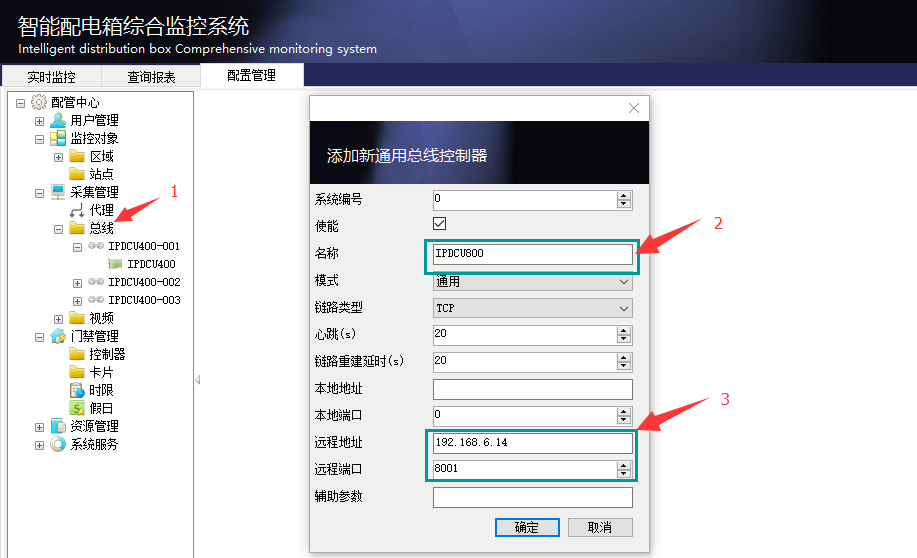 智能配电箱综合监控系统
Intelligent distribution box Comprehensive monitoring system
实时监控 查询报表 配置管理
配管中心
用户管理
监控对象
区域
站点
采集管理
代理
总线
IPDCU400-001
IPDCU400
IPDCU400-002
IPDCU400-003
视频
门禁管理
控制器
卡片
时限
假日
资源管理
系统服务
1
添加新通用总线控制器
系统编号 0
使能
名称 IPDCU800
2
模式 通用
链路类型 TCP
心跳(s) 20
链路重建延时(s) 20
本地地址
本地端口 0
3
远程地址 192.168.6.14
远程端口 8001
辅助参数
确定 取消